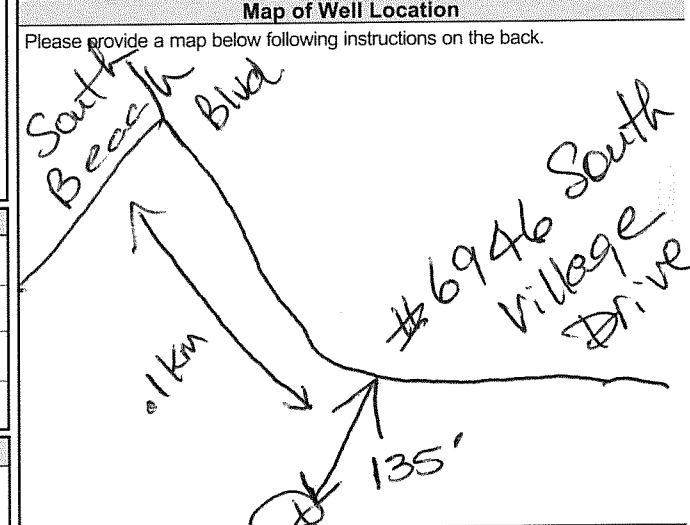 Map of Well Location
Please provide a map below following instructions on the back.
South
Beach
Blvd
#6946 South
Village
Drive
.1km
135'